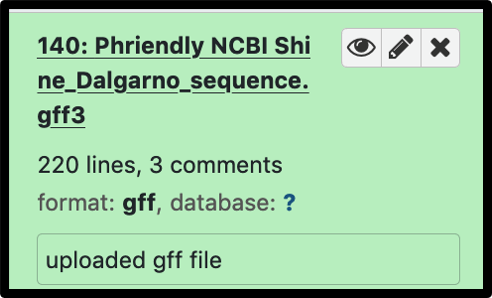 140: Phriendly NCBI Shi
ne_Dalgarno_sequence.
gff3
220 lines, 3 comments
format: gff, database: ?
uploaded gff file